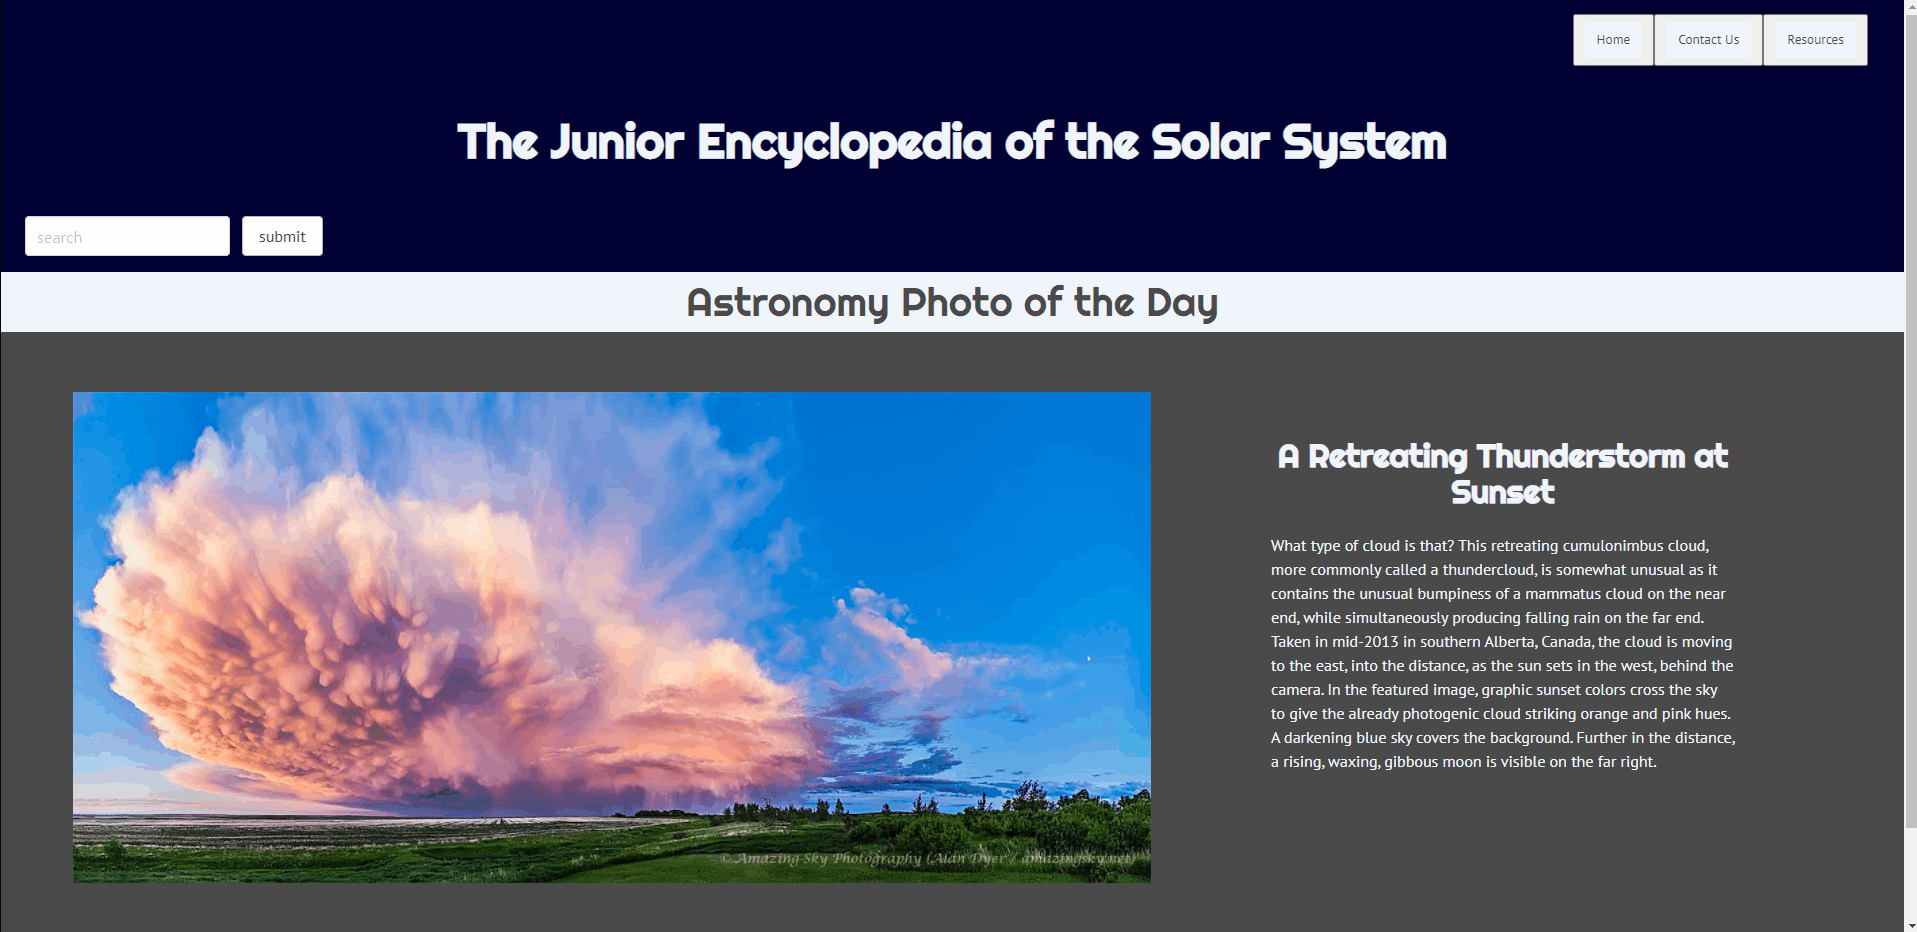 Home Contact Us Resources
The Junior Encyclopedia of the Solar System
search submit
Astronomy Photo of the Day
A Retreating Thunderstorm at
Sunset
What type of cloud is that? This retreating cumulonimbus cloud,
more commonly called a thundercloud, is somewhat unusual as it
contains the unusual bumpiness of a mammatus cloud on the near
end, while simultaneously producing falling rain on the far end.
Taken in mid-2013 in southern Alberta, Canada, the cloud is moving
to the east, into the distance, as the sun sets in the west, behind the
camera. In the featured image, graphic sunset colors cross the sky
to give the already photogenic cloud striking orange and pink hues.
A darkening blue sky covers the background. Further in the distance,
a rising, waxing, gibbous moon is visible on the far right.
© Amazing Sky Photography (Alan Dyer / amazingsky.net)